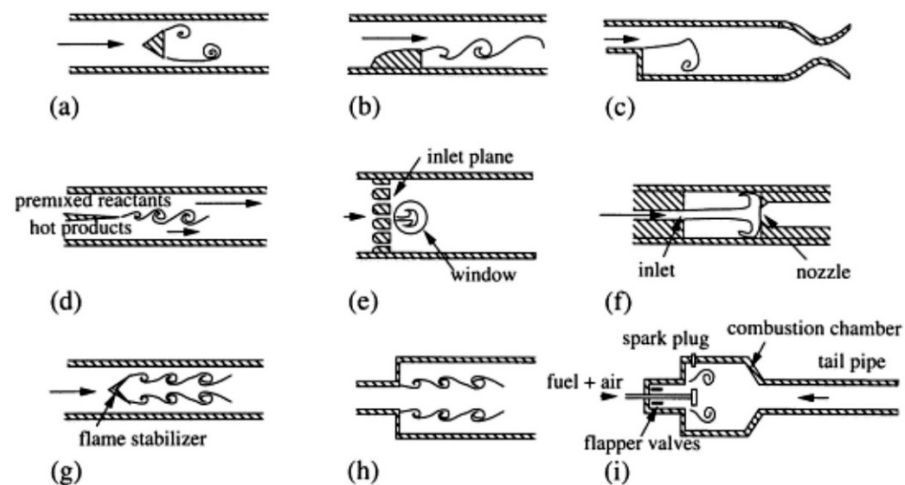 (a)
(b)
(c)
premixed reactants
hot products
(d)
inlet plane
window
(e)
inlet
nozzle
(f)
flame stabilizer
(g)
(h)
spark plug
combustion chamber
tail pipe
fuel + air
flapper valves
(i)